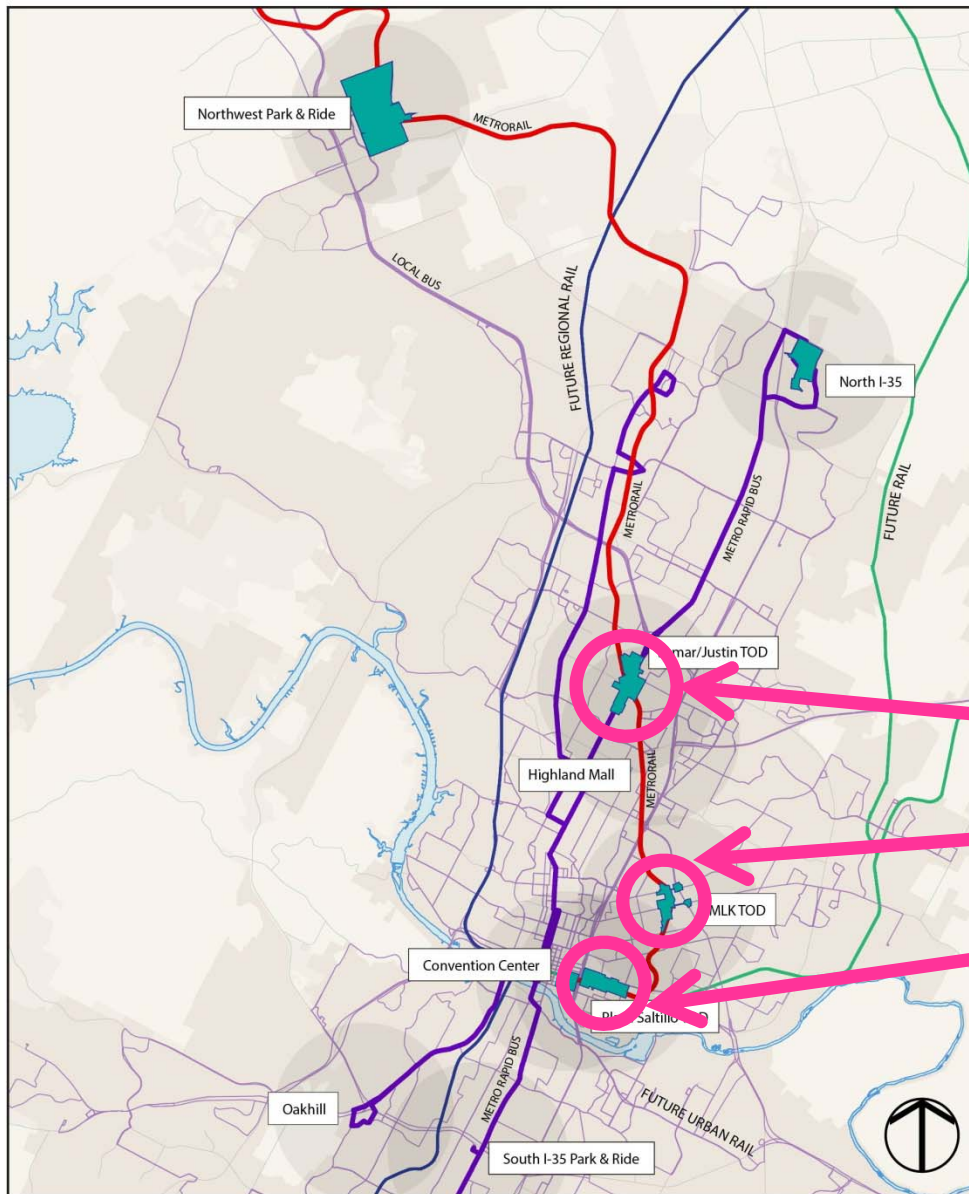 Northwest Park & Ride
METRORAIL
LOCAL BUS
FUTURE REGIONAL RAIL
North I-35
METRORAIL
METRO RAPID BUS
FUTURE RAIL
Justin TOD
Highland Mall
METRORAIL
MLK TOD
Convention Center
Saltillo
METRO RAPID BUS
FUTURE URBAN RAIL
Oakhill
South I-35 Park & Ride